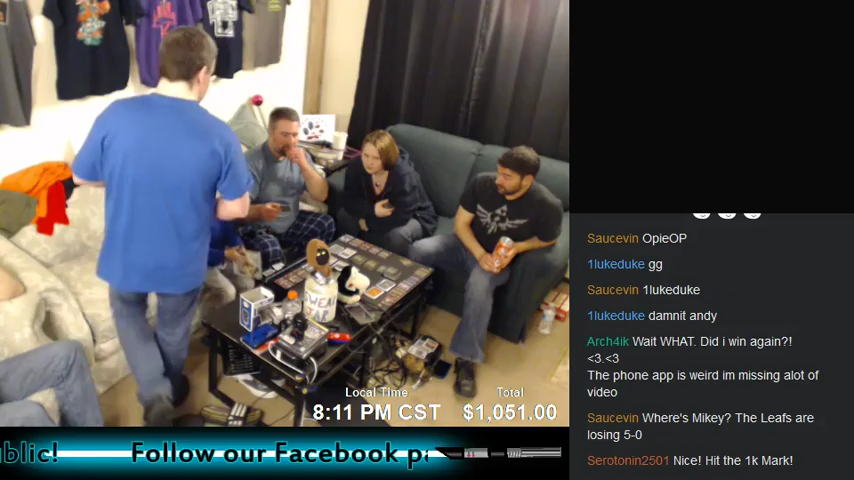 SWEAR
JAR
Local Time
Total
8:11 PM CST
$1,051.00
blic!
Follow our Facebook p
Saucevin OpieOP
1lukeduke gg
Saucevin 1lukeduke
1lukeduke damnit andy
Arch4ik Wait WHAT. Did i win again?!
<3.<3
The phone app is weird im missing alot of
video
Saucevin Where's Mikey? The Leafs are
losing 5-0
Serotonin2501 Nice! Hit the 1k Mark!